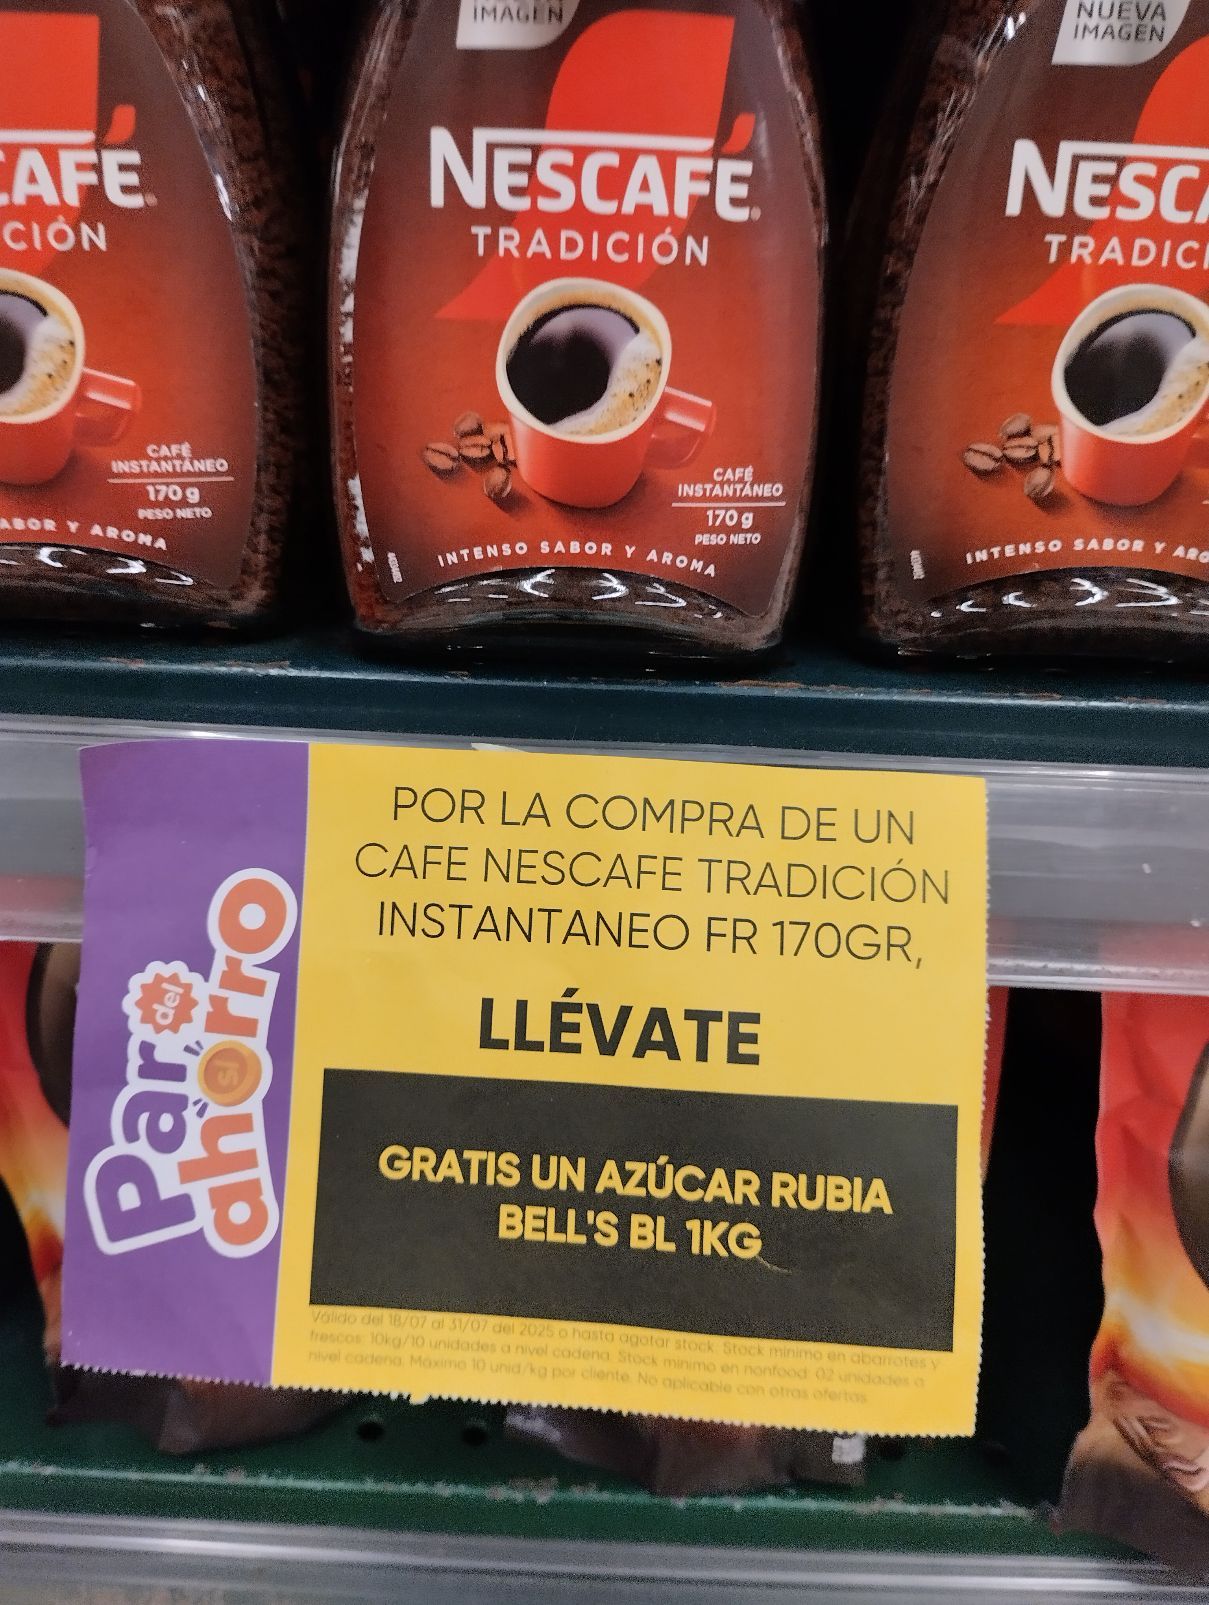 IMAGEN
NUEVA
IMAGEN
CAFÉ
CIÓN
CAFÉ
INSTANTÁNEO
170 g
PESO NETO
ABOR Y AROMA
NESCAFÉ
TRADICIÓN
CAFÉ
INSTANTÁNEO
170 g
PESO NETO
INTENSO SABOR Y AROMA
NESCA
TRADICI
INTENSO SABOR Y ARO
Par del ahorro
POR LA COMPRA DE UN
CAFE NESCAFE TRADICIÓN
INSTANTANEO FR 170GR,
LLÉVATE
GRATIS UN AZÚCAR RUBIA
BELL'S BL 1KG
Válido del 18/07 al 31/07 del 2025 o hasta agotar stock. Stock mínimo en abarrotes y
frescos: 10kg/10 unidades a nivel cadena. Stock mínimo en nonfood: 02 unidades a
nivel cadena. Máximo 10 unid/kg por cliente. No aplicable con otras ofertas.